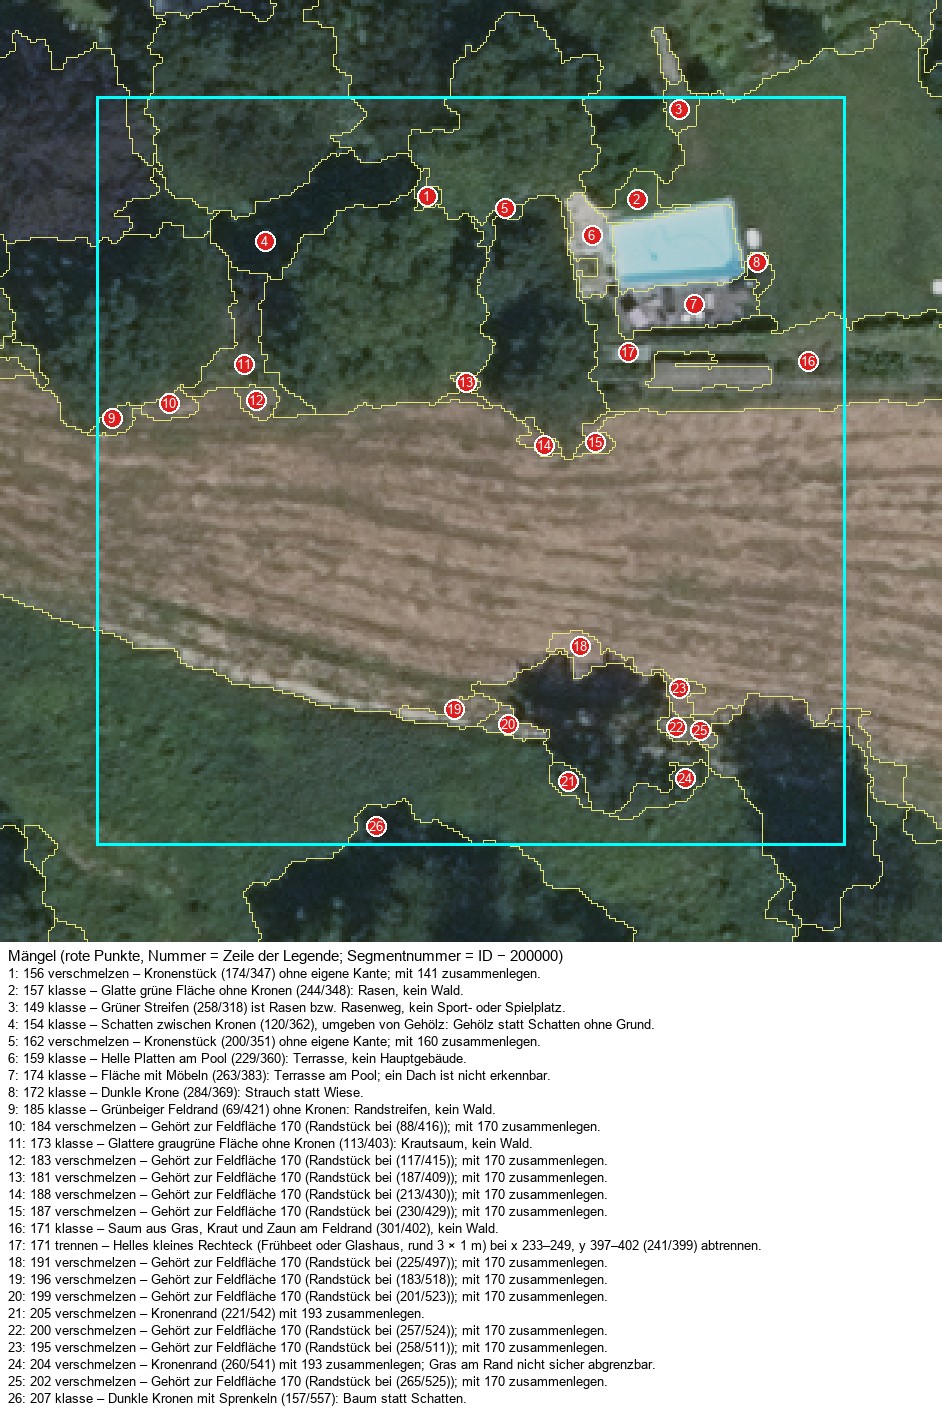 3
1
2
5
6
4
8
7
17
16
11
13
12
10
9
15
14
18
23
19
20
22
25
24
21
26
Mängel (rote Punkte, Nummer = Zeile der Legende; Segmentnummer = ID − 200000)
1: 156 verschmelzen – Kronenstück (174/347) ohne eigene Kante; mit 141 zusammenlegen.
2: 157 klasse – Glatte grüne Fläche ohne Kronen (244/348): Rasen, kein Wald.
3: 149 klasse – Grüner Streifen (258/318) ist Rasen bzw. Rasenweg, kein Sport- oder Spielplatz.
4: 154 klasse – Schatten zwischen Kronen (120/362), umgeben von Gehölz: Gehölz statt Schatten ohne Grund.
5: 162 verschmelzen – Kronenstück (200/351) ohne eigene Kante; mit 160 zusammenlegen.
6: 159 klasse – Helle Platten am Pool (229/360): Terrasse, kein Hauptgebäude.
7: 174 klasse – Fläche mit Möbeln (263/383): Terrasse am Pool; ein Dach ist nicht erkennbar.
8: 172 klasse – Dunkle Krone (284/369): Strauch statt Wiese.
9: 185 klasse – Grünbeiger Feldrand (69/421) ohne Kronen: Randstreifen, kein Wald.
10: 184 verschmelzen – Gehört zur Feldfläche 170 (Randstück bei (88/416)); mit 170 zusammenlegen.
11: 173 klasse – Glattere graugrüne Fläche ohne Kronen (113/403): Krautsaum, kein Wald.
12: 183 verschmelzen – Gehört zur Feldfläche 170 (Randstück bei (117/415)); mit 170 zusammenlegen.
13: 181 verschmelzen – Gehört zur Feldfläche 170 (Randstück bei (187/409)); mit 170 zusammenlegen.
14: 188 verschmelzen – Gehört zur Feldfläche 170 (Randstück bei (213/430)); mit 170 zusammenlegen.
15: 187 verschmelzen – Gehört zur Feldfläche 170 (Randstück bei (230/429)); mit 170 zusammenlegen.
16: 171 klasse – Saum aus Gras, Kraut und Zaun am Feldrand (301/402), kein Wald.
17: 171 trennen – Helles kleines Rechteck (Frühbeet oder Glashaus, rund 3 × 1 m) bei x 233–249, y 397–402 (241/399) abtrennen.
18: 191 verschmelzen – Gehört zur Feldfläche 170 (Randstück bei (225/497)); mit 170 zusammenlegen.
19: 196 verschmelzen – Gehört zur Feldfläche 170 (Randstück bei (183/518)); mit 170 zusammenlegen.
20: 199 verschmelzen – Gehört zur Feldfläche 170 (Randstück bei (201/523)); mit 170 zusammenlegen.
21: 205 verschmelzen – Kronenrand (221/542) mit 193 zusammenlegen.
22: 200 verschmelzen – Gehört zur Feldfläche 170 (Randstück bei (257/524)); mit 170 zusammenlegen.
23: 195 verschmelzen – Gehört zur Feldfläche 170 (Randstück bei (258/511)); mit 170 zusammenlegen.
24: 204 verschmelzen – Kronenrand (260/541) mit 193 zusammenlegen; Gras am Rand nicht sicher abgrenzbar.
25: 202 verschmelzen – Gehört zur Feldfläche 170 (Randstück bei (265/525)); mit 170 zusammenlegen.
26: 207 klasse – Dunkle Kronen mit Sprenkeln (157/557): Baum statt Schatten.